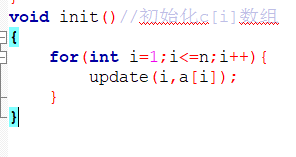 void init()//初始化c[i]数组
{
    for(int i=1;i<=n;i++){
        update(i,a[i]);
    }
}